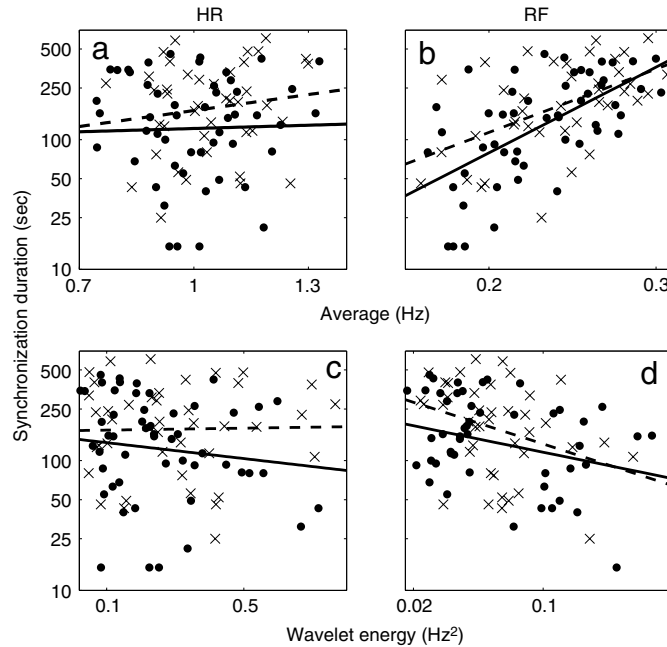 HR
RF
a
b
500
250
100
50
25
10
0.7
1
1.3
0.2
0.3
Average (Hz)
Synchronization duration (sec)
c
d
500
250
100
50
25
10
0.1
0.5
0.02
0.1
Wavelet energy (Hz²)